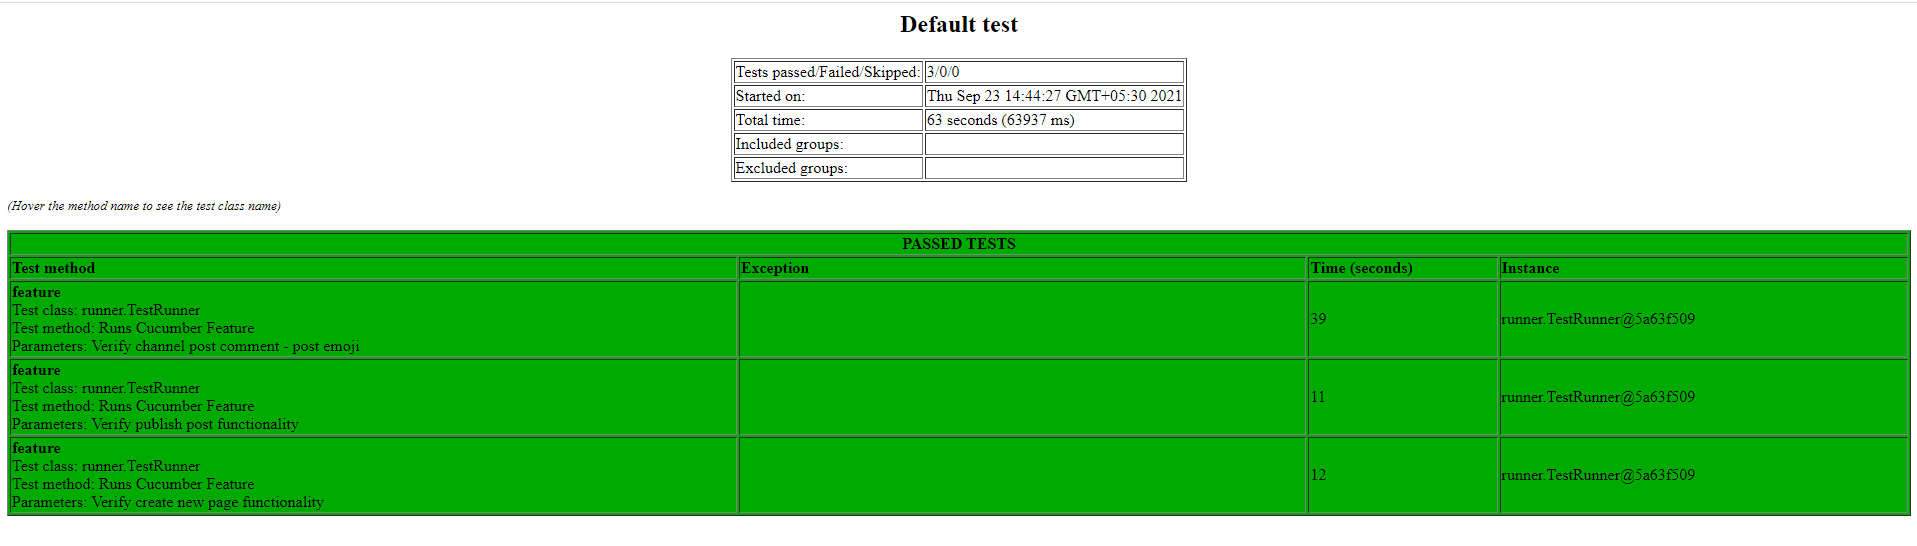 Default test
Tests passed/Failed/Skipped: 3/0/0
Started on: Thu Sep 23 14:44:27 GMT+05:30 2021
Total time: 63 seconds (63937 ms)
Included groups:
Excluded groups:
(Hover the method name to see the test class name)
PASSED TESTS
Test method Exception Time (seconds) Instance
feature
Test class: runner.TestRunner
Test method: Runs Cucumber Feature
Parameters: Verify channel post comment - post emoji
39 runner.TestRunner@5a63f509
feature
Test class: runner.TestRunner
Test method: Runs Cucumber Feature
Parameters: Verify publish post functionality
11 runner.TestRunner@5a63f509
feature
Test class: runner.TestRunner
Test method: Runs Cucumber Feature
Parameters: Verify create new page functionality
12 runner.TestRunner@5a63f509